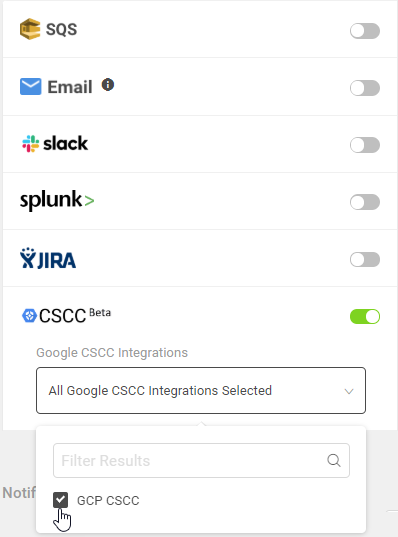 SQS
Email
slack
splunk>
JIRA
CSCC Beta
Google CSCC Integrations
All Google CSCC Integrations Selected
Filter Results
Notif
GCP CSCC